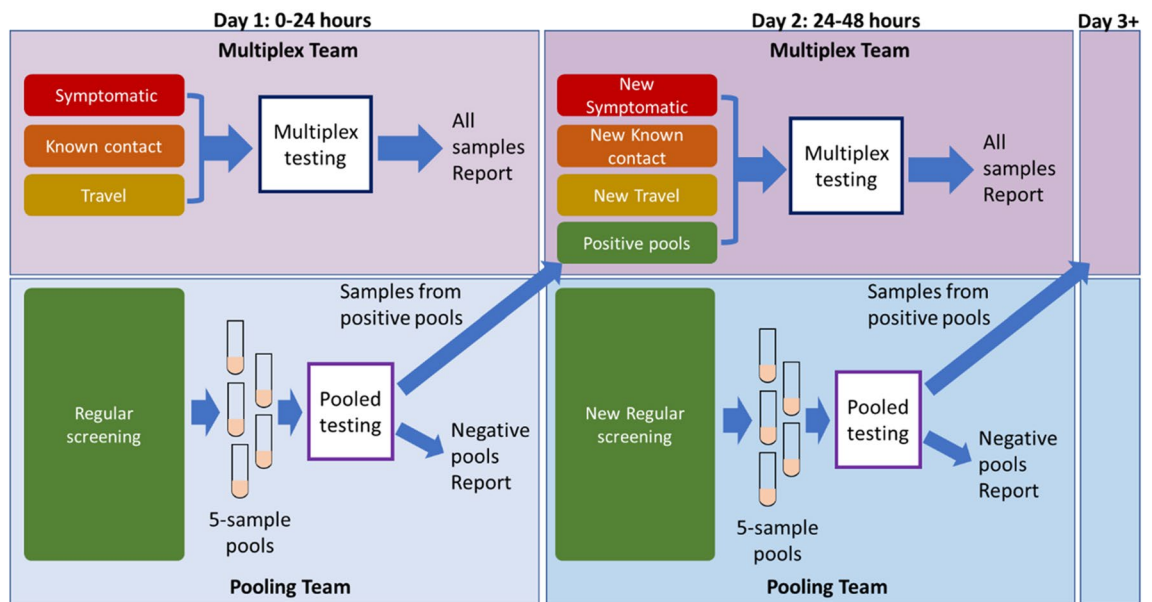 Day 1: 0-24 hours
Day 2: 24-48 hours
Day 3+
Multiplex Team
Symptomatic
Known contact
Travel
Multiplex
testing
All
samples
Report
Multiplex Team
New
Symptomatic
New Known
contact
New Travel
Positive pools
Multiplex
testing
All
samples
Report
Regular
screening
5-sample
pools
Pooled
testing
Samples from
positive pools
Negative
pools
Report
Pooling Team
New Regular
screening
5-sample
pools
Pooled
testing
Samples from
positive pools
Negative
pools
Report
Pooling Team